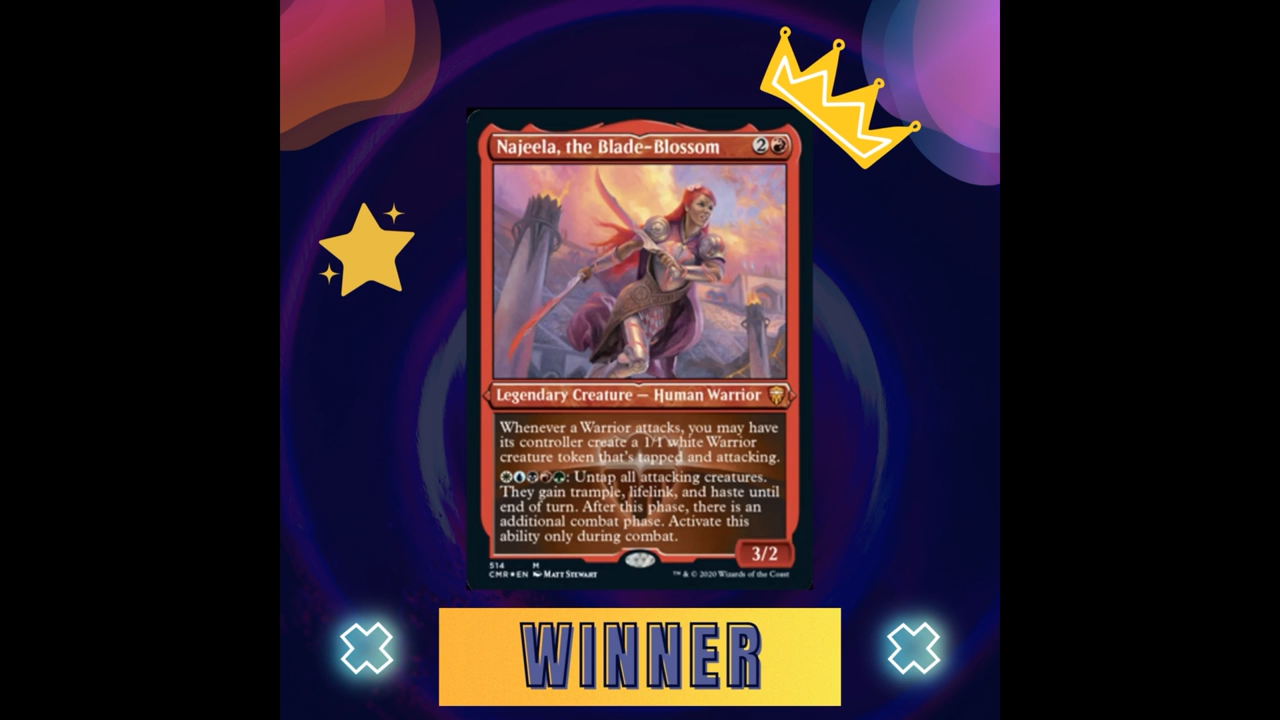 Najeela, the Blade-Blossom 2
Legendary Creature — Human Warrior
Whenever a Warrior attacks, you may have
its controller create a 1/1 white Warrior
creature token that's tapped and attacking.
: Untap all attacking creatures.
They gain trample, lifelink, and haste until
end of turn. After this phase, there is an
additional combat phase. Activate this
ability only during combat.
3/2
514 M
CMR★EN Matt Stewart ™ & © 2020 Wizards of the Coast
WINNER